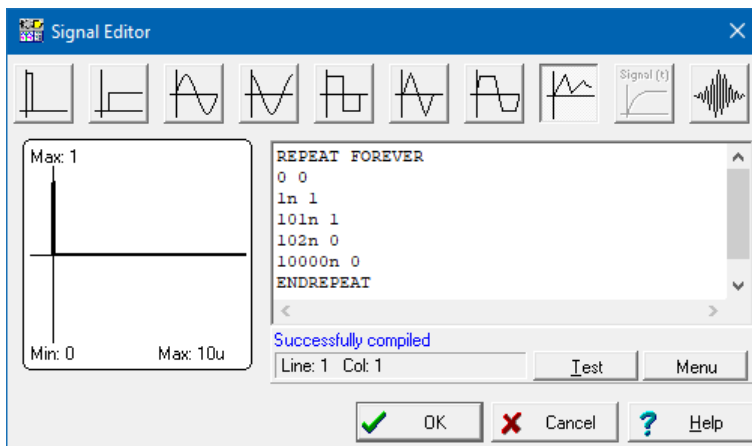 Signal Editor
Signal (t)
Max: 1
Min: 0
Max: 10u
REPEAT FOREVER
0 0
1n 1
101n 1
102n 0
10000n 0
ENDREPEAT
Successfully compiled
Line: 1 Col: 1
Test
Menu
OK
Cancel
? Help